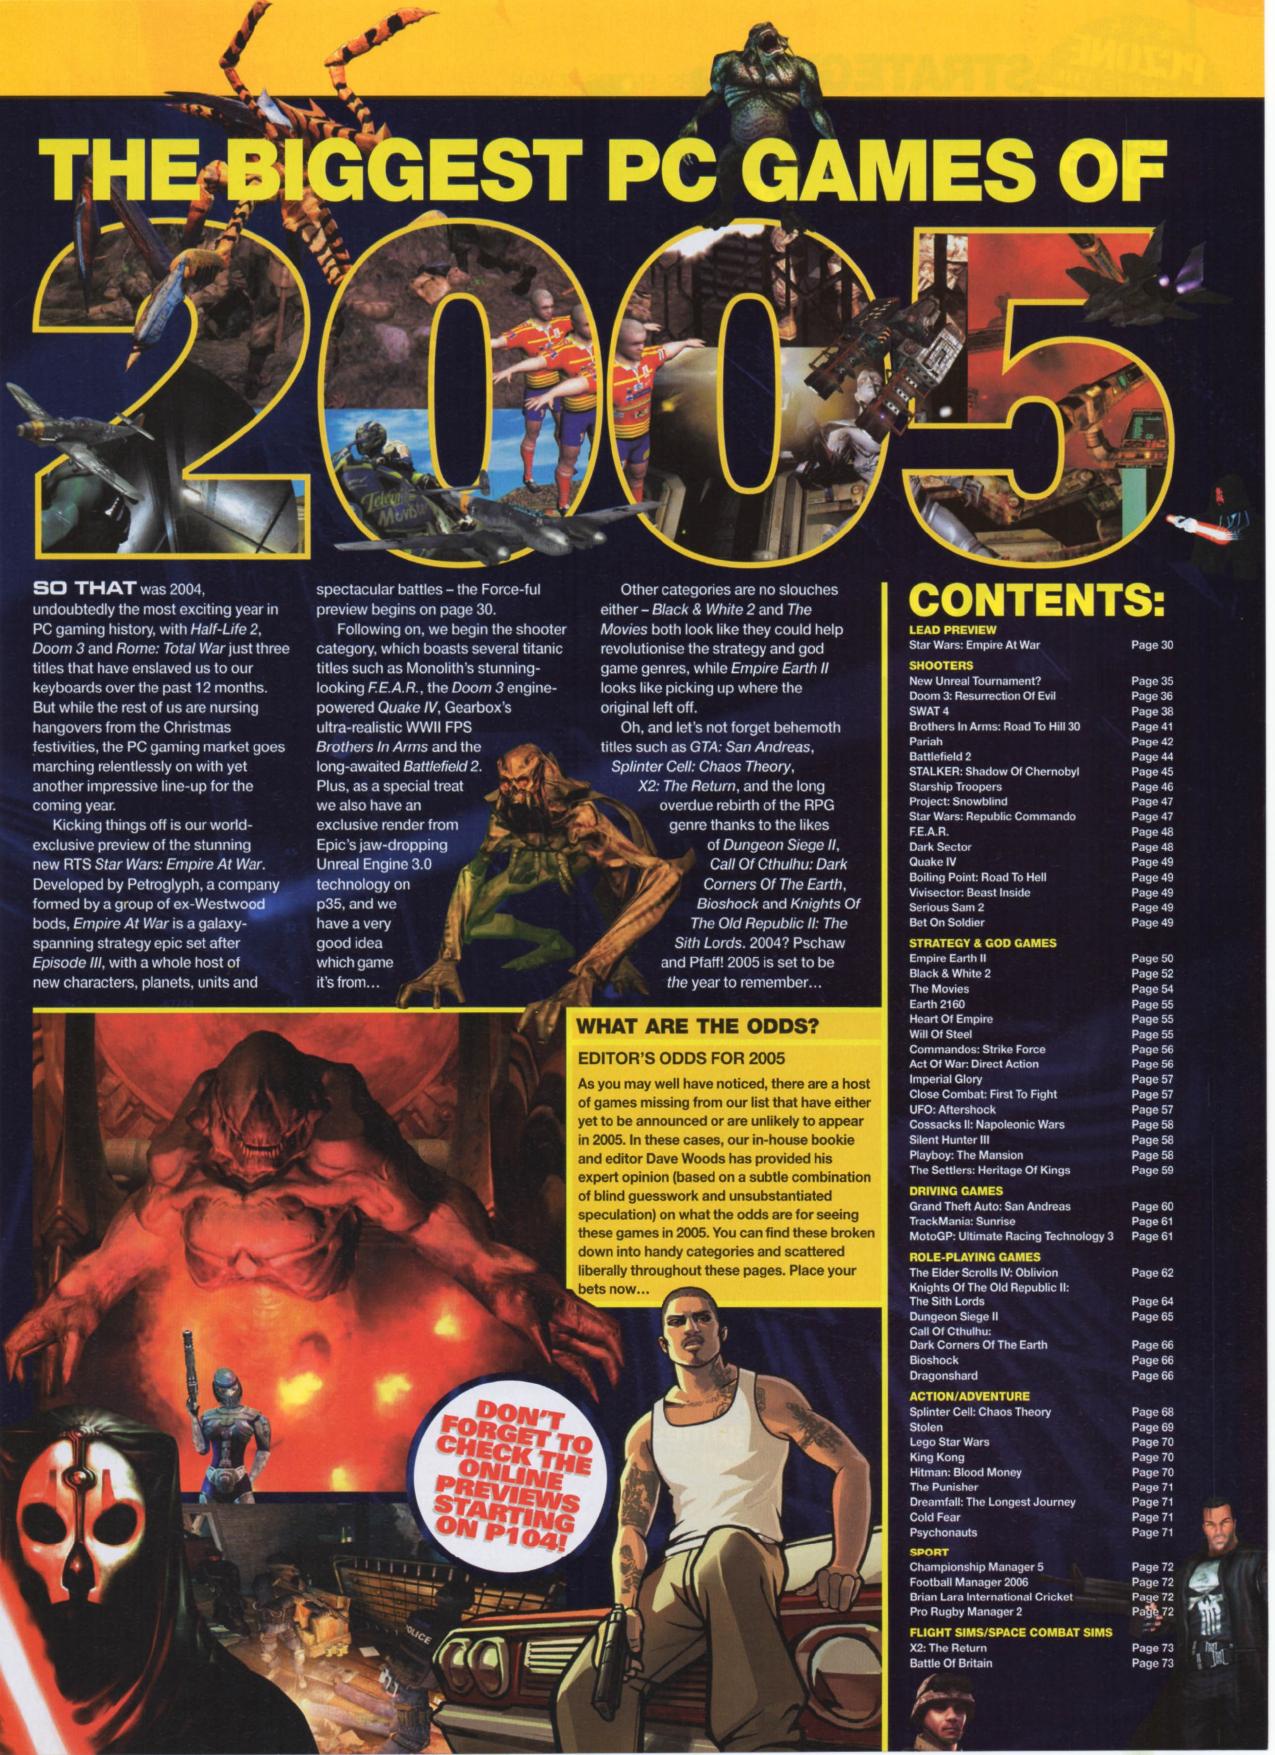 THE BIGGEST PC GAMES OF
2005
SO THAT was 2004,
undoubtedly the most exciting year in
PC gaming history, with Half-Life 2,
Doom 3 and Rome: Total War just three
titles that have enslaved us to our
keyboards over the past 12 months.
But while the rest of us are nursing
hangovers from the Christmas
festivities, the PC gaming market goes
marching relentlessly on with yet
another impressive line-up for the
coming year.
Kicking things off is our world-
exclusive preview of the stunning
new RTS Star Wars: Empire At War.
Developed by Petroglyph, a company
formed by a group of ex-Westwood
bods, Empire At War is a galaxy-
spanning strategy epic set after
Episode III, with a whole host of
new characters, planets, units and
spectacular battles – the Force-ful
preview begins on page 30.
Following on, we begin the shooter
category, which boasts several titanic
titles such as Monolith's stunning-
looking F.E.A.R., the Doom 3 engine-
powered Quake IV, Gearbox's
ultra-realistic WWII FPS
Brothers In Arms and the
long-awaited Battlefield 2.
Plus, as a special treat
we also have an
exclusive render from
Epic's jaw-dropping
Unreal Engine 3.0
technology on
p35, and we
have a very
good idea
which game
it's from...
Other categories are no slouches
either – Black & White 2 and The
Movies both look like they could help
revolutionise the strategy and god
game genres, while Empire Earth II
looks like picking up where the
original left off.
Oh, and let's not forget behemoth
titles such as GTA: San Andreas,
Splinter Cell: Chaos Theory,
X2: The Return, and the long
overdue rebirth of the RPG
genre thanks to the likes
of Dungeon Siege II,
Call Of Cthulhu: Dark
Corners Of The Earth,
Bioshock and Knights Of
The Old Republic II: The
Sith Lords. 2004? Pschaw
and Pfaff! 2005 is set to be
the year to remember...
WHAT ARE THE ODDS?
EDITOR'S ODDS FOR 2005
As you may well have noticed, there are a host
of games missing from our list that have either
yet to be announced or are unlikely to appear
in 2005. In these cases, our in-house bookie
and editor Dave Woods has provided his
expert opinion (based on a subtle combination
of blind guesswork and unsubstantiated
speculation) on what the odds are for seeing
these games in 2005. You can find these broken
down into handy categories and scattered
liberally throughout these pages. Place your
bets now...
DON'T
FORGET TO
CHECK THE
ONLINE
PREVIEWS
STARTING
ON P104!
POLICE
CONTENTS:
LEAD PREVIEW
Star Wars: Empire At War Page 30
SHOOTERS
New Unreal Tournament? Page 35
Doom 3: Resurrection Of Evil Page 36
SWAT 4 Page 38
Brothers In Arms: Road To Hill 30 Page 41
Pariah Page 42
Battlefield 2 Page 44
STALKER: Shadow Of Chernobyl Page 45
Starship Troopers Page 46
Project: Snowblind Page 47
Star Wars: Republic Commando Page 47
F.E.A.R. Page 48
Dark Sector Page 48
Quake IV Page 49
Boiling Point: Road To Hell Page 49
Vivisector: Beast Inside Page 49
Serious Sam 2 Page 49
Bet On Soldier Page 49
STRATEGY & GOD GAMES
Empire Earth II Page 50
Black & White 2 Page 52
The Movies Page 54
Earth 2160 Page 55
Heart Of Empire Page 55
Will Of Steel Page 55
Commandos: Strike Force Page 56
Act Of War: Direct Action Page 56
Imperial Glory Page 57
Close Combat: First To Fight Page 57
UFO: Aftershock Page 57
Cossacks II: Napoleonic Wars Page 58
Silent Hunter III Page 58
Playboy: The Mansion Page 58
The Settlers: Heritage Of Kings Page 59
DRIVING GAMES
Grand Theft Auto: San Andreas Page 60
TrackMania: Sunrise Page 61
MotoGP: Ultimate Racing Technology 3 Page 61
ROLE-PLAYING GAMES
The Elder Scrolls IV: Oblivion Page 62
Knights Of The Old Republic II:
The Sith Lords Page 64
Dungeon Siege II Page 65
Call Of Cthulhu:
Dark Corners Of The Earth Page 66
Bioshock Page 66
Dragonshard Page 66
ACTION/ADVENTURE
Splinter Cell: Chaos Theory Page 68
Stolen Page 69
Lego Star Wars Page 70
King Kong Page 70
Hitman: Blood Money Page 70
The Punisher Page 71
Dreamfall: The Longest Journey Page 71
Cold Fear Page 71
Psychonauts Page 71
SPORT
Championship Manager 5 Page 72
Football Manager 2006 Page 72
Brian Lara International Cricket Page 72
Pro Rugby Manager 2 Page 72
FLIGHT SIMS/SPACE COMBAT SIMS
X2: The Return Page 73
Battle Of Britain Page 73